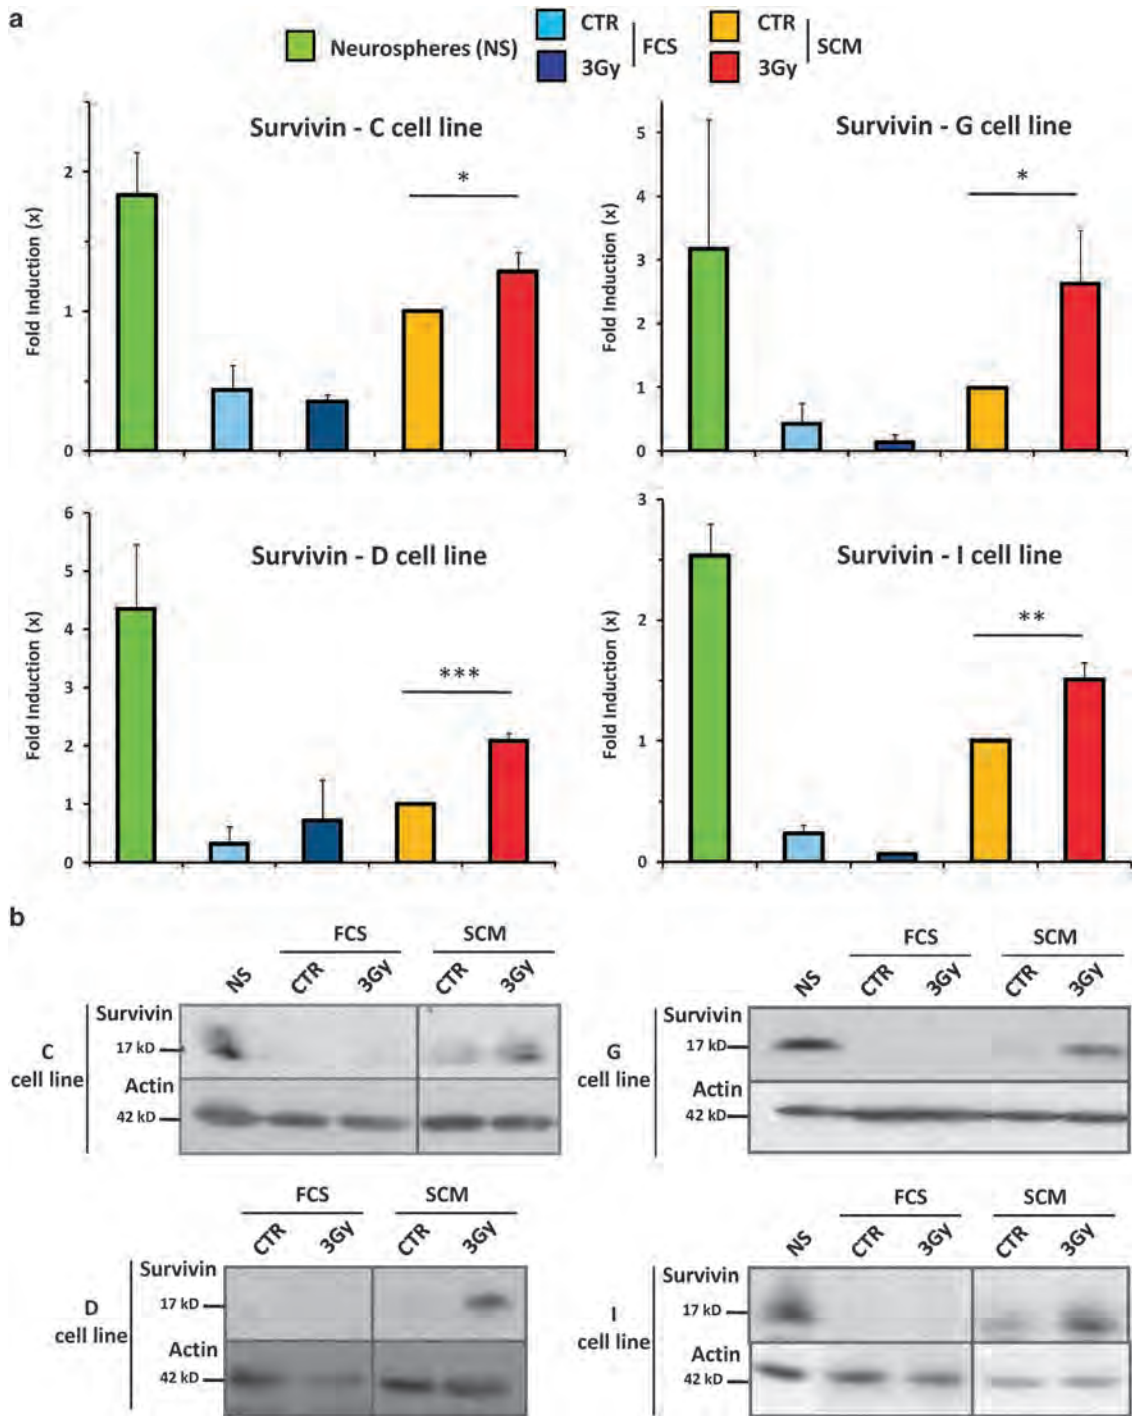 a
Neurospheres (NS)
CTR
3Gy
FCS
CTR
3Gy
SCM
Survivin - C cell line
Fold Induction (x)
2
1
0
*
Survivin - G cell line
Fold Induction (x)
5
4
3
2
1
0
*
Survivin - D cell line
Fold Induction (x)
6
5
4
3
2
1
0
***
Survivin - I cell line
Fold Induction (x)
3
2
1
0
**
b
FCS SCM
NS CTR 3Gy CTR 3Gy
C
cell line
Survivin
17 kD
Actin
42 kD
FCS SCM
NS CTR 3Gy CTR 3Gy
G
cell line
Survivin
17 kD
Actin
42 kD
FCS SCM
CTR 3Gy CTR 3Gy
D
cell line
Survivin
17 kD
Actin
42 kD
FCS SCM
NS CTR 3Gy CTR 3Gy
I
cell line
Survivin
17 kD
Actin
42 kD